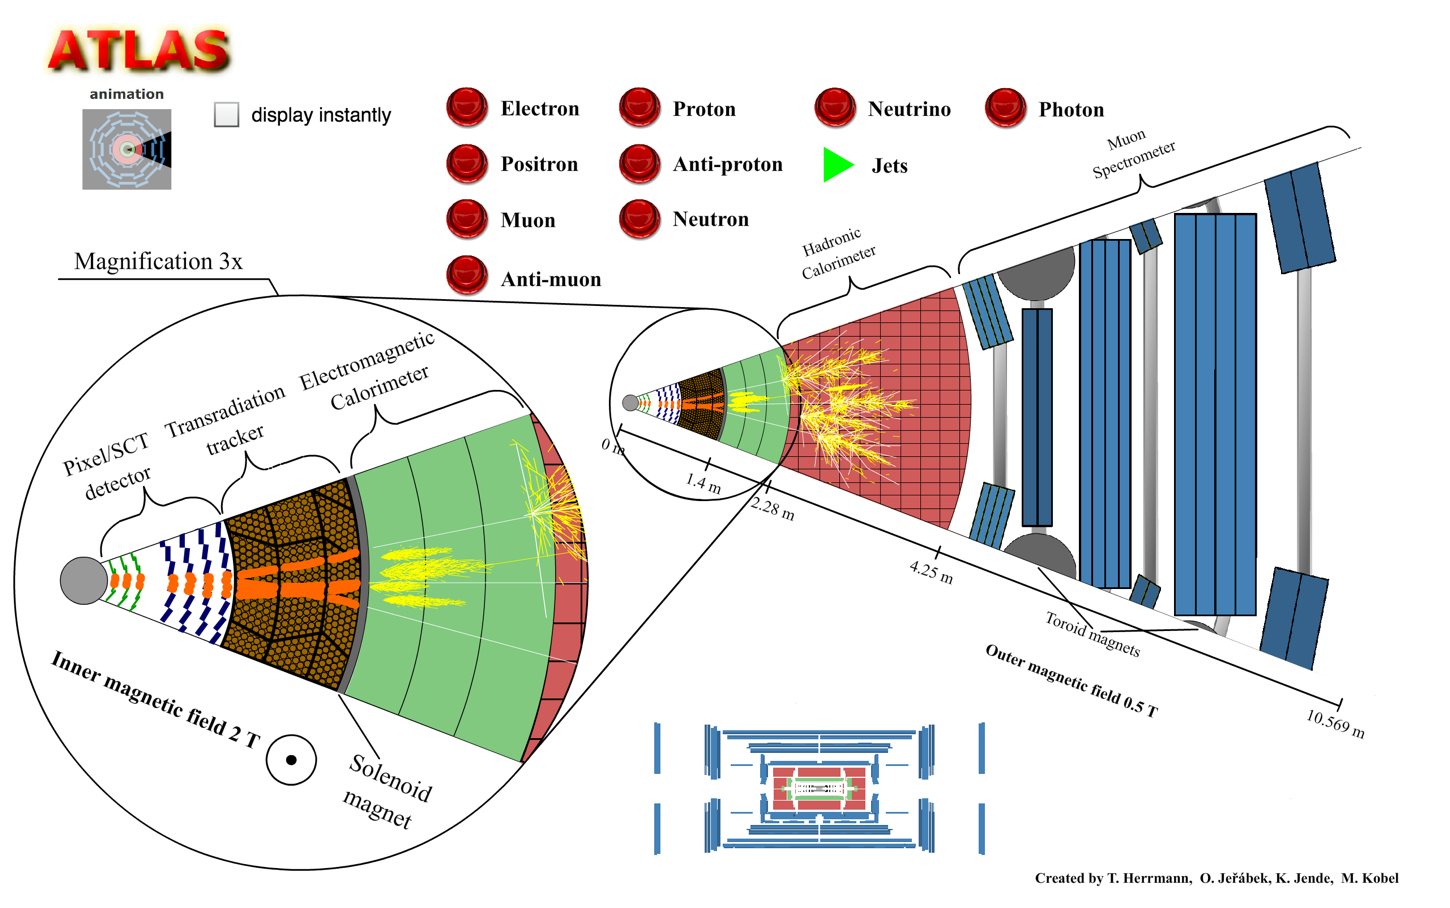 ATLAS
animation
display instantly
Electron
Proton
Neutrino
Photon
Positron
Anti-proton
Jets
Muon
Neutron
Anti-muon
Muon
Spectrometer
Hadronic
Calorimeter
Magnification 3x
Electromagnetic
Calorimeter
Transradiation
tracker
Pixel/SCT
detector
0 m
1.4 m
2.28 m
4.25 m
10.569 m
Toroid magnets
Outer magnetic field 0.5 T
Inner magnetic field 2 T
Solenoid
magnet
Created by T. Herrmann, O. Jeřábek, K. Jende, M. Kobel